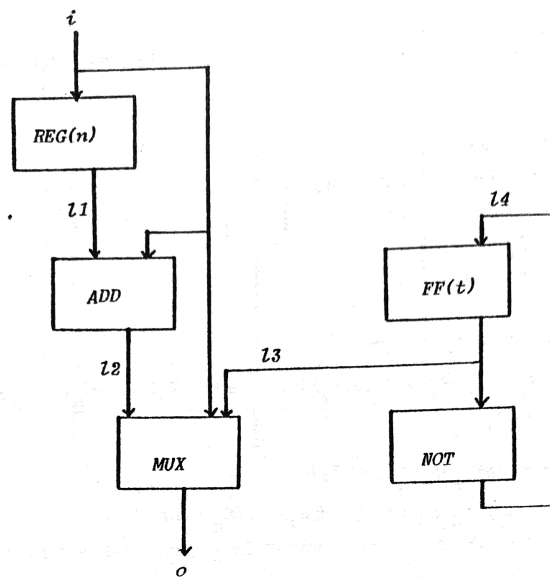 i
REG(n)
l1
l4
ADD
FF(t)
l2
l3
MUX
NOT
o